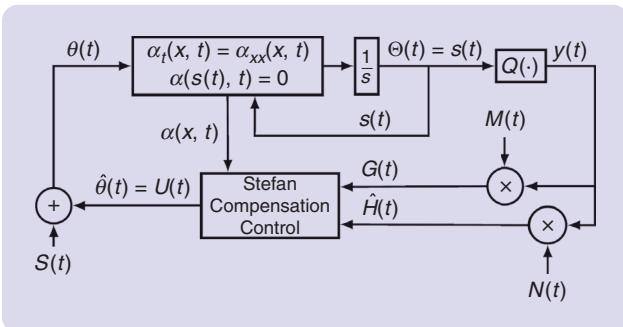 θ(t)
α_t(x, t) = α_xx(x, t)
α(s(t), t) = 0
1
s
Θ(t) = s(t)
Q(·)
y(t)
s(t)
α(x, t)
M(t)
G(t)
×
θ̂(t) = U(t)
Stefan
Compensation
Control
Ĥ(t)
+
×
S(t)
N(t)